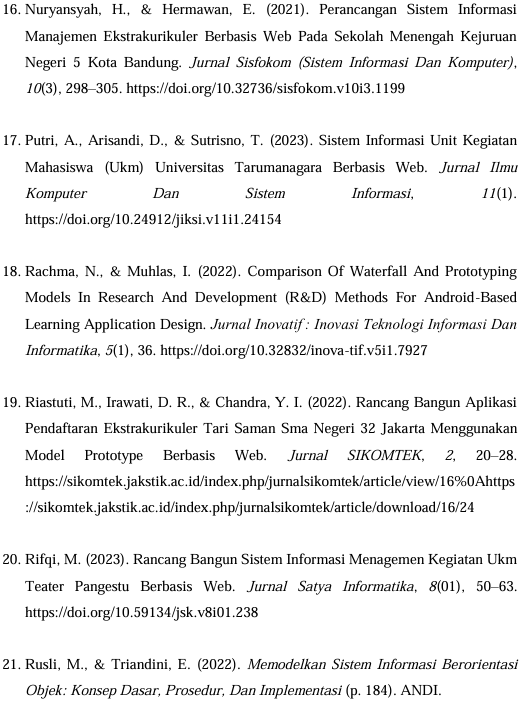 16. Nuryansyah, H., & Hermawan, E. (2021). Perancangan Sistem Informasi
Manajemen Ekstrakurikuler Berbasis Web Pada Sekolah Menengah Kejuruan
Negeri 5 Kota Bandung. Jurnal Sisfokom (Sistem Informasi Dan Komputer),
10(3), 298–305. https://doi.org/10.32736/sisfokom.v10i3.1199
17. Putri, A., Arisandi, D., & Sutrisno, T. (2023). Sistem Informasi Unit Kegiatan
Mahasiswa (Ukm) Universitas Tarumanagara Berbasis Web. Jurnal Ilmu
Komputer Dan Sistem Informasi, 11(1).
https://doi.org/10.24912/jiksi.v11i1.24154
18. Rachma, N., & Muhlas, I. (2022). Comparison Of Waterfall And Prototyping
Models In Research And Development (R&D) Methods For Android-Based
Learning Application Design. Jurnal Inovatif : Inovasi Teknologi Informasi Dan
Informatika, 5(1), 36. https://doi.org/10.32832/inova-tif.v5i1.7927
19. Riastuti, M., Irawati, D. R., & Chandra, Y. I. (2022). Rancang Bangun Aplikasi
Pendaftaran Ekstrakurikuler Tari Saman Sma Negeri 32 Jakarta Menggunakan
Model Prototype Berbasis Web. Jurnal SIKOMTEK, 2, 20–28.
https://sikomtek.jakstik.ac.id/index.php/jurnalsikomtek/article/view/16%0Ahttps
://sikomtek.jakstik.ac.id/index.php/jurnalsikomtek/article/download/16/24
20. Rifqi, M. (2023). Rancang Bangun Sistem Informasi Menagemen Kegiatan Ukm
Teater Pangestu Berbasis Web. Jurnal Satya Informatika, 8(01), 50–63.
https://doi.org/10.59134/jsk.v8i01.238
21. Rusli, M., & Triandini, E. (2022). Memodelkan Sistem Informasi Berorientasi
Objek: Konsep Dasar, Prosedur, Dan Implementasi (p. 184). ANDI.